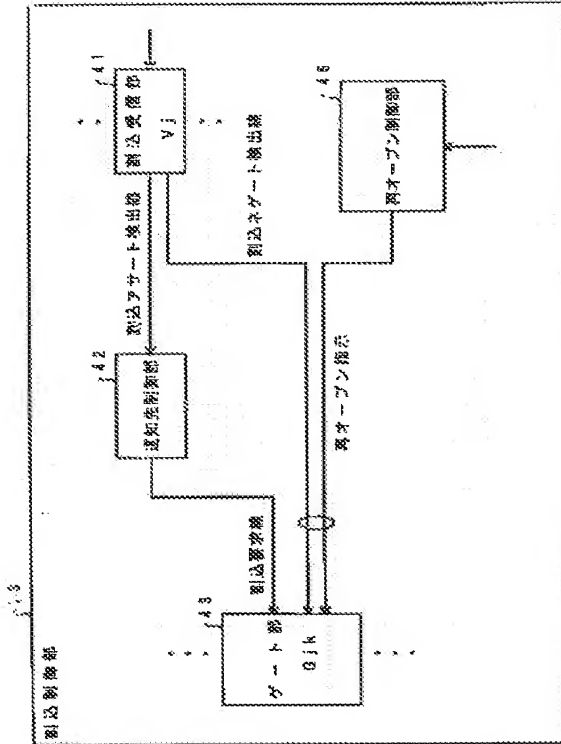 割込制御部
3
割込受信部
Vj
41
割込アサート検出線
割込ネゲート検出線
通知先制御部
42
割込要求線
再オープン制御部
45
再オープン指示
ゲート部
Gjk
43